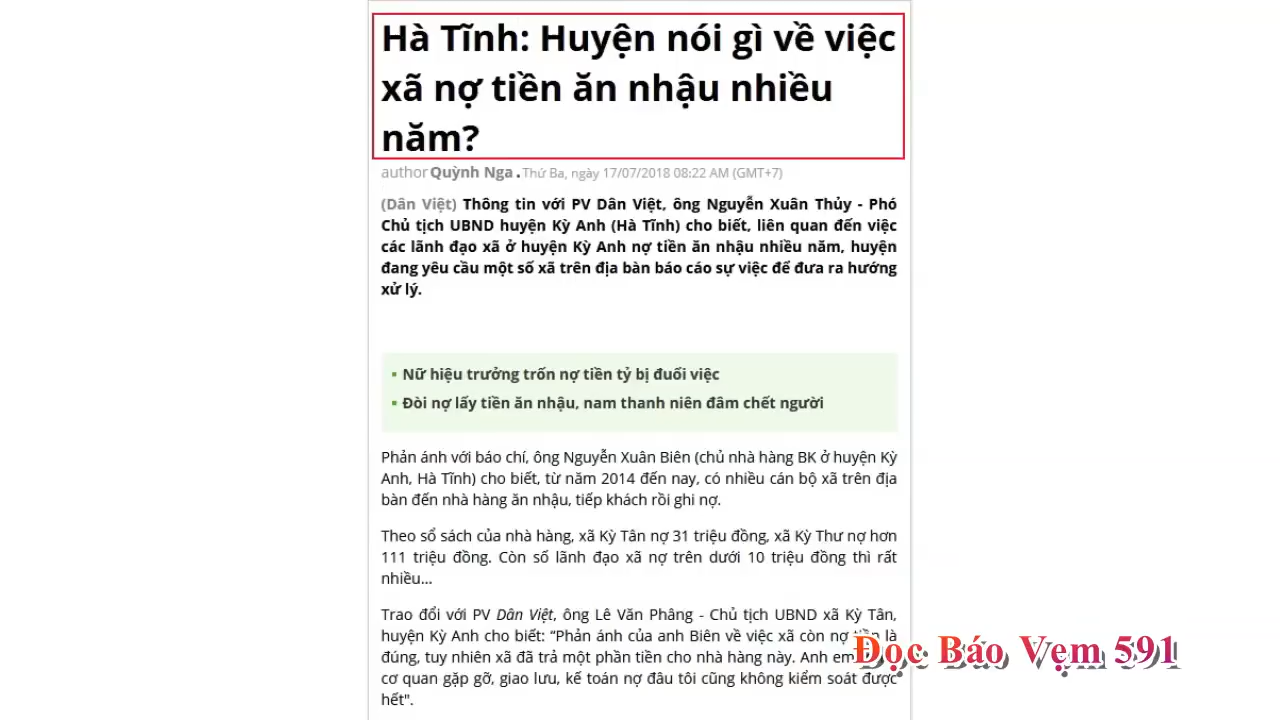 Hà Tĩnh: Huyện nói gì về việc
xã nợ tiền ăn nhậu nhiều
năm?
author Quỳnh Nga . Thứ Ba, ngày 17/07/2018 08:22 AM (GMT+7)
(Dân Việt) Thông tin với PV Dân Việt, ông Nguyễn Xuân Thủy - Phó
Chủ tịch UBND huyện Kỳ Anh (Hà Tĩnh) cho biết, liên quan đến việc
các lãnh đạo xã ở huyện Kỳ Anh nợ tiền ăn nhậu nhiều năm, huyện
đang yêu cầu một số xã trên địa bàn báo cáo sự việc để đưa ra hướng
xử lý.
▪ Nữ hiệu trưởng trốn nợ tiền tỷ bị đuổi việc
▪ Đòi nợ lấy tiền ăn nhậu, nam thanh niên đâm chết người
Phản ánh với báo chí, ông Nguyễn Xuân Biên (chủ nhà hàng BK ở huyện Kỳ
Anh, Hà Tĩnh) cho biết, từ năm 2014 đến nay, có nhiều cán bộ xã trên địa
bàn đến nhà hàng ăn nhậu, tiếp khách rồi ghi nợ.
Theo sổ sách của nhà hàng, xã Kỳ Tân nợ 31 triệu đồng, xã Kỳ Thư nợ hơn
111 triệu đồng. Còn số lãnh đạo xã nợ trên dưới 10 triệu đồng thì rất
nhiều...
Trao đổi với PV Dân Việt, ông Lê Văn Phâng - Chủ tịch UBND xã Kỳ Tân,
huyện Kỳ Anh cho biết: “Phản ánh của anh Biên về việc xã còn nợ tiền là
đúng, tuy nhiên xã đã trả một phần tiền cho nhà hàng này. Anh em
cơ quan gặp gỡ, giao lưu, kế toán nợ đâu tôi cũng không kiểm soát được
hết".
Đọc Báo Vẹm 591